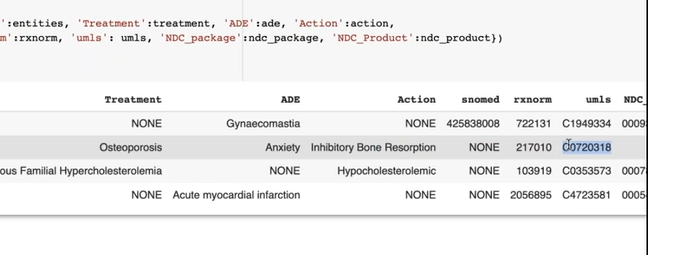 ':entities, 'Treatment':treatment, 'ADE':ade, 'Action':action,
m':rxnorm, 'umls': umls, 'NDC_package':ndc_package, 'NDC_Product':ndc_product})
Treatment ADE Action snomed rxnorm umls NDC_
NONE Gynaecomastia NONE 425838008 722131 C1949334 0009
Osteoporosis Anxiety Inhibitory Bone Resorption NONE 217010 C0720318
ous Familial Hypercholesterolemia NONE Hypocholesterolemic NONE 103919 C0353573 0007
NONE Acute myocardial infarction NONE NONE 2056895 C4723581 0005